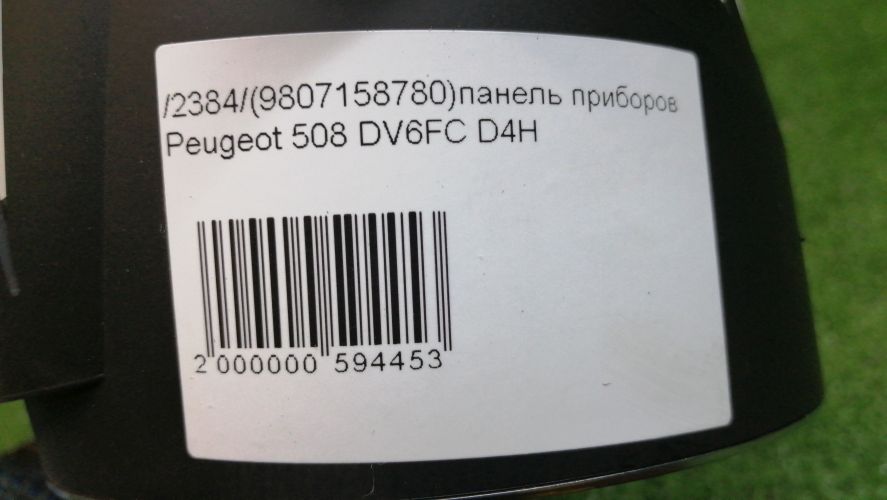 /2384/(9807158780)панель приборов
Peugeot 508 DV6FC D4H
2 000000 594453